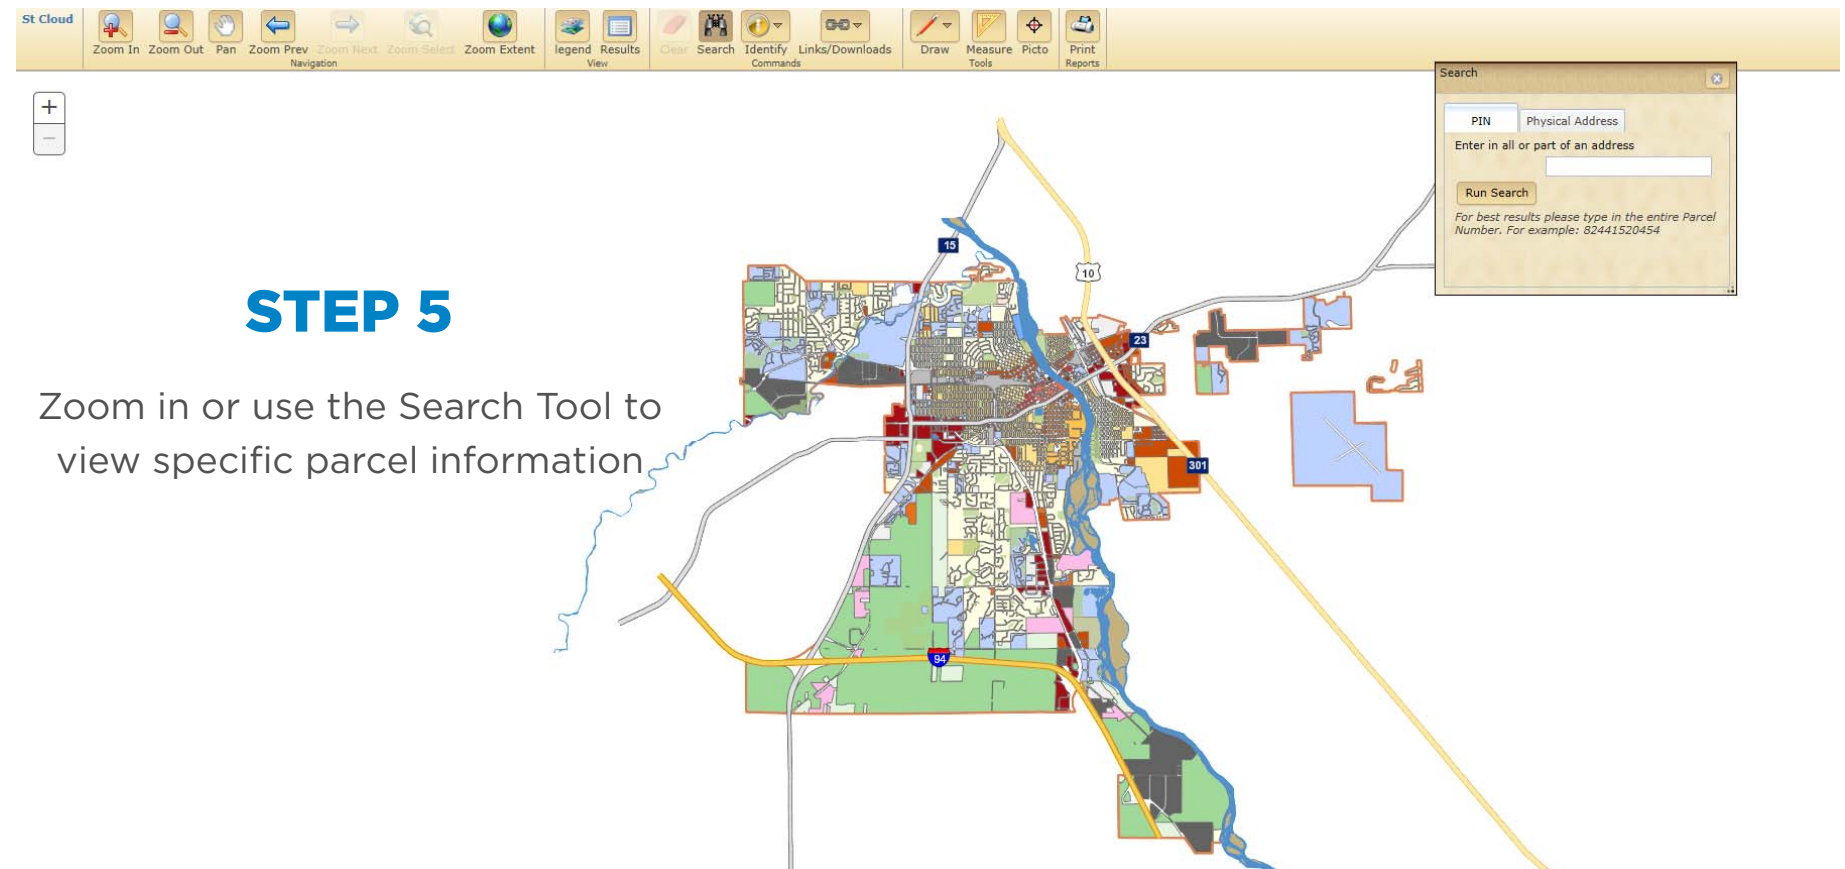 St Cloud
Zoom In Zoom Out Pan Zoom Prev Zoom Next Zoom Select Zoom Extent
Navigation
legend Results
View
Clear Search Identify Links/Downloads
Commands
Draw Measure Picto
Tools
Print
Reports
Search
PIN Physical Address
Enter in all or part of an address
Run Search
For best results please type in the entire Parcel
Number. For example: 82441520454
+
−
STEP 5
Zoom in or use the Search Tool to
view specific parcel information
15
10
23
301
94